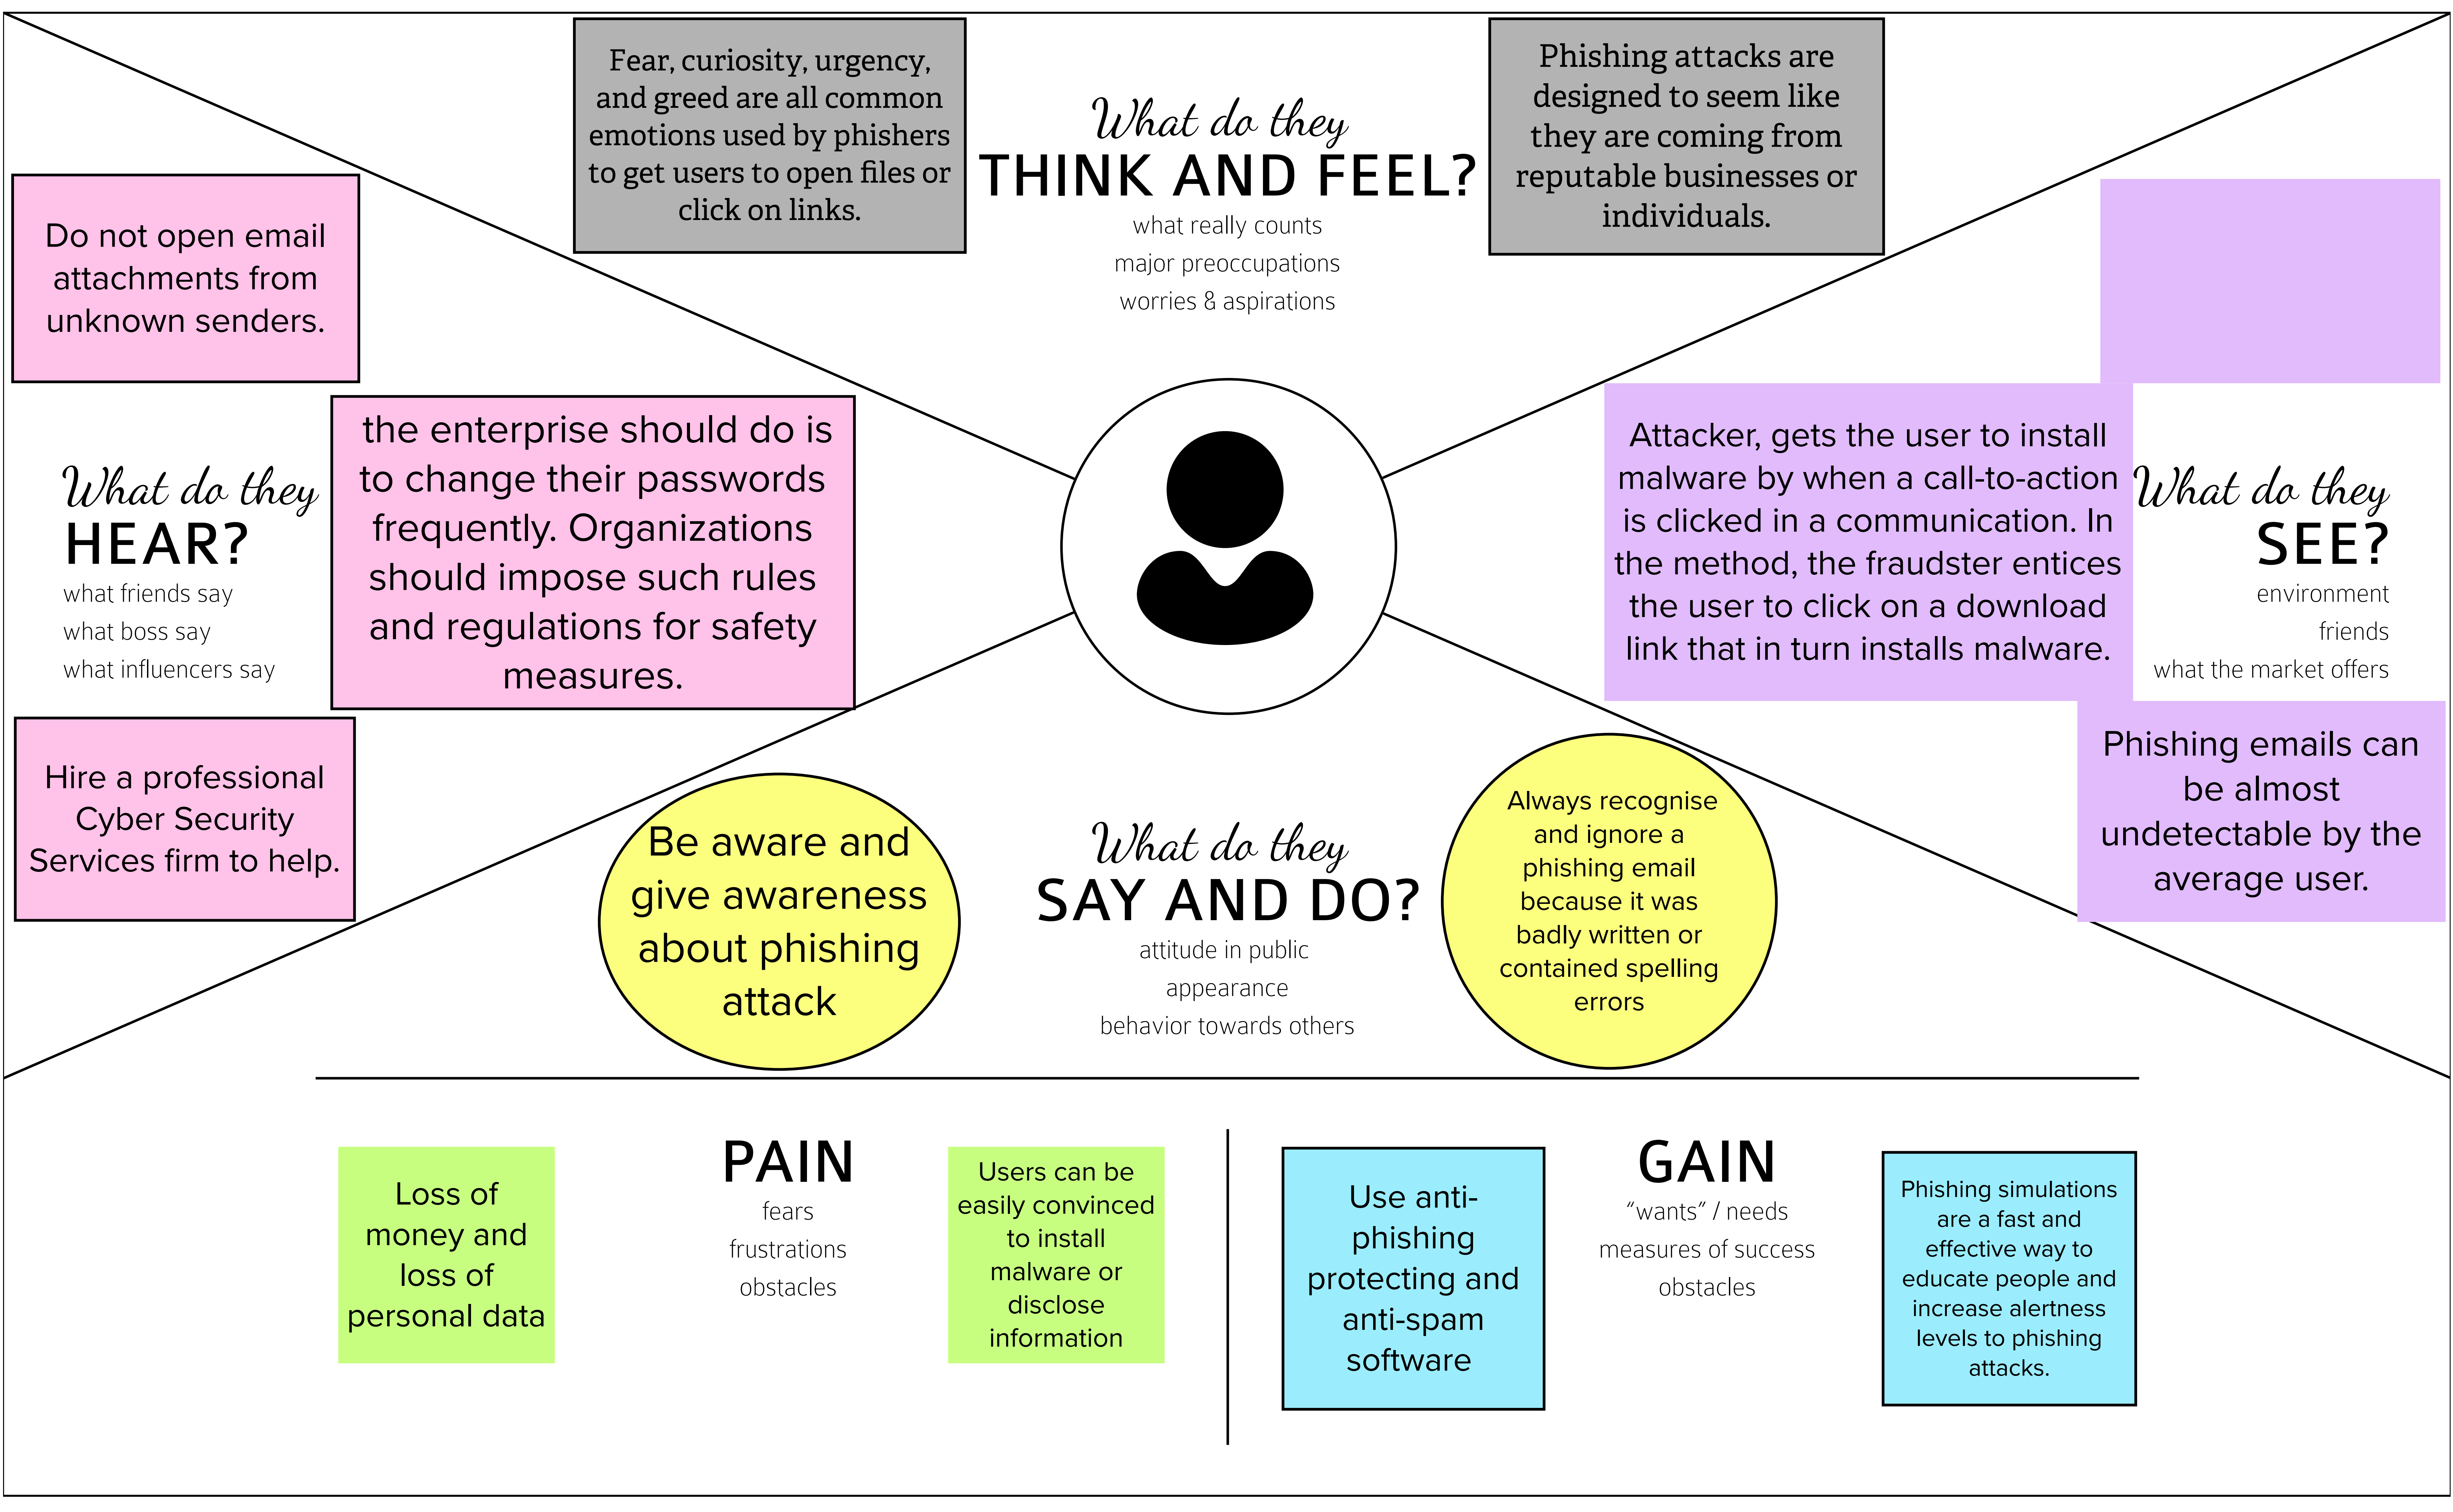 Fear, curiosity, urgency,
and greed are all common
emotions used by phishers
to get users to open files or
click on links.
What do they
THINK AND FEEL?
what really counts
major preoccupations
worries & aspirations
Phishing attacks are
designed to seem like
they are coming from
reputable businesses or
individuals.
Do not open email
attachments from
unknown senders.
What do they
HEAR?
what friends say
what boss say
what influencers say
the enterprise should do is
to change their passwords
frequently. Organizations
should impose such rules
and regulations for safety
measures.
Hire a professional
Cyber Security
Services firm to help.
Attacker, gets the user to install
malware by when a call-to-action
is clicked in a communication. In
the method, the fraudster entices
the user to click on a download
link that in turn installs malware.
What do they
SEE?
environment
friends
what the market offers
Phishing emails can
be almost
undetectable by the
average user.
Be aware and
give awareness
about phishing
attack
What do they
SAY AND DO?
attitude in public
appearance
behavior towards others
Always recognise
and ignore a
phishing email
because it was
badly written or
contained spelling
errors
Loss of
money and
loss of
personal data
PAIN
fears
frustrations
obstacles
Users can be
easily convinced
to install
malware or
disclose
information
Use anti-
phishing
protecting and
anti-spam
software
GAIN
“wants” / needs
measures of success
obstacles
Phishing simulations
are a fast and
effective way to
educate people and
increase alertness
levels to phishing
attacks.